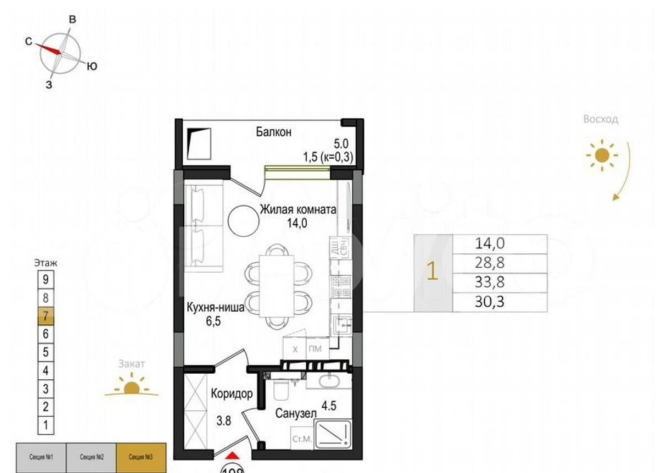 В
С
Ю
З
Балкон
5.0
1,5 (к=0,3)
Восход
Жилая комната
14,0
ДШ
СВЧ
14,0
28,8
33,8
30,3
1
Этаж
9
8
7
6
5
4
3
2
1
Кухня-ниша
6,5
Х
ПМ
Закат
Коридор
3.8
Санузел
4.5
Ст.М.
Секция №1
Секция №2
Секция №3